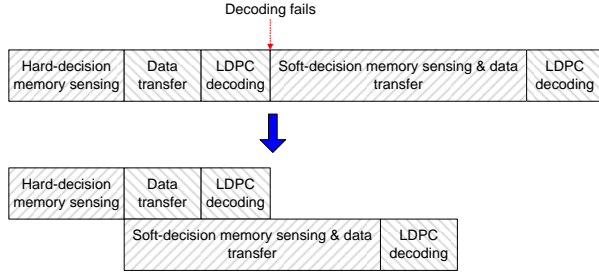 Decoding fails
Hard-decision
memory sensing
Data
transfer
LDPC
decoding
Soft-decision memory sensing & data
transfer
LDPC
decoding
Hard-decision
memory sensing
Data
transfer
LDPC
decoding
Soft-decision memory sensing & data
transfer
LDPC
decoding